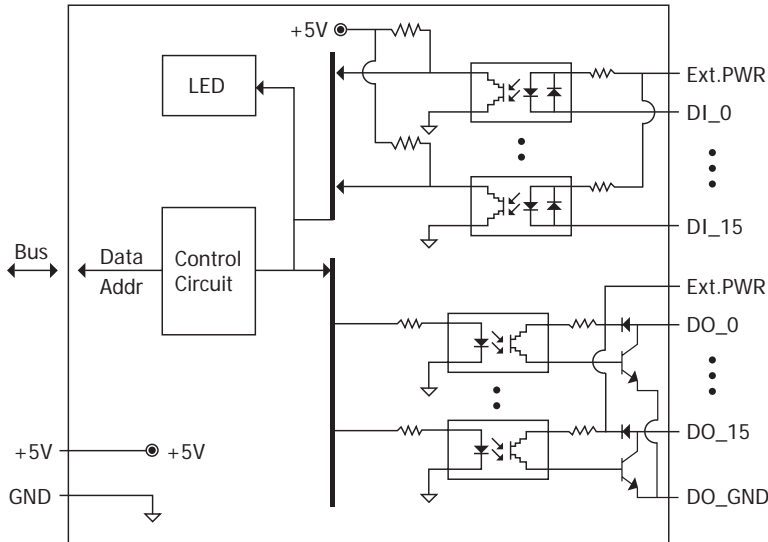 +5V
LED
Ext.PWR
DI_0
DI_15
Bus
Data
Addr
Control
Circuit
Ext.PWR
DO_0
DO_15
+5V
+5V
GND
DO_GND